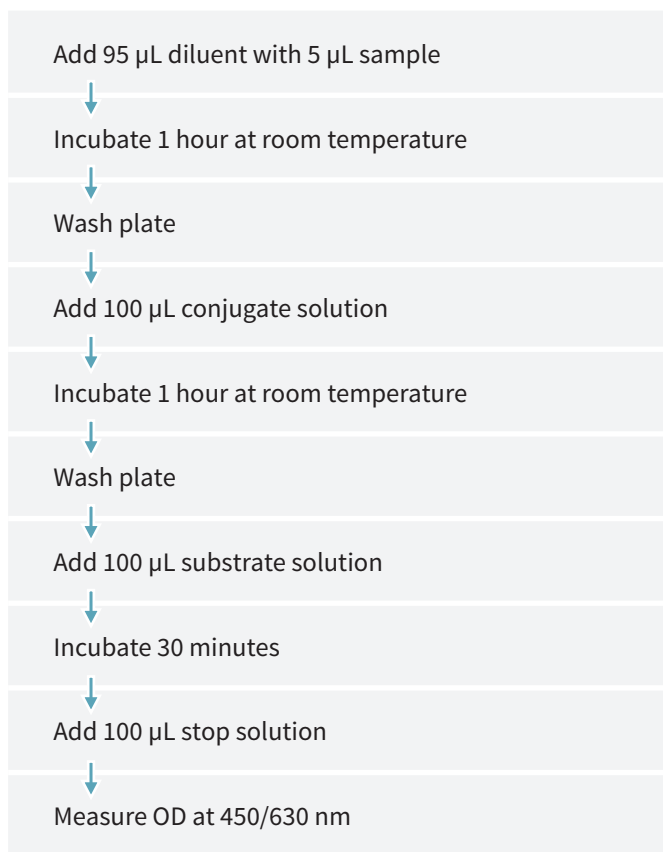 Add 95 µL diluent with 5 µL sample
Incubate 1 hour at room temperature
Wash plate
Add 100 µL conjugate solution
Incubate 1 hour at room temperature
Wash plate
Add 100 µL substrate solution
Incubate 30 minutes
Add 100 µL stop solution
Measure OD at 450/630 nm